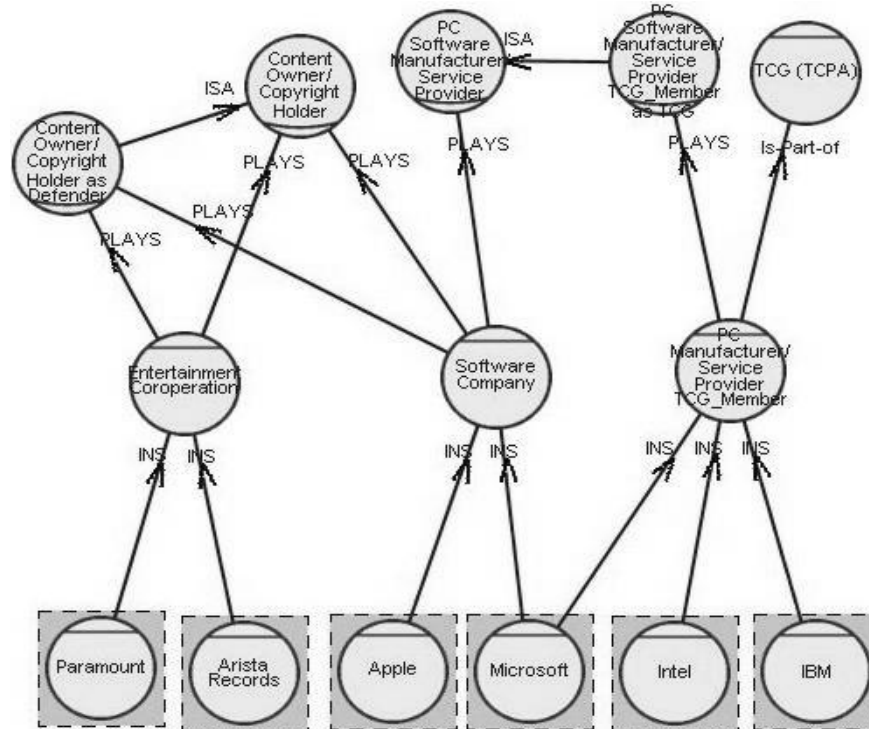 PC
Software
Manufacturer/
Service
Provider
ISA
PC
Software
Manufacturer/
Service
Provider
TCG_Member
as TCG
TCG (TCPA)
Content
Owner/
Copyright
Holder
ISA
Content
Owner/
Copyright
Holder as
Defender
PLAYS
PLAYS
PLAYS
PLAYS
Is-Part-of
PLAYS
PLAYS
Entertainment
Coroperation
Software
Company
PC
Manufacturer/
Service
Provider
TCG_Member
INS
INS
INS
INS
INS
INS
INS
Paramount
Arista
Records
Apple
Microsoft
Intel
IBM